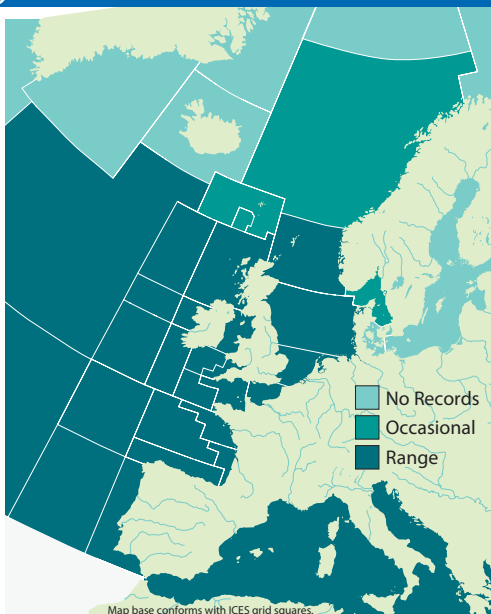 No Records
Occasional
Range
Map base conforms with ICES grid squares.